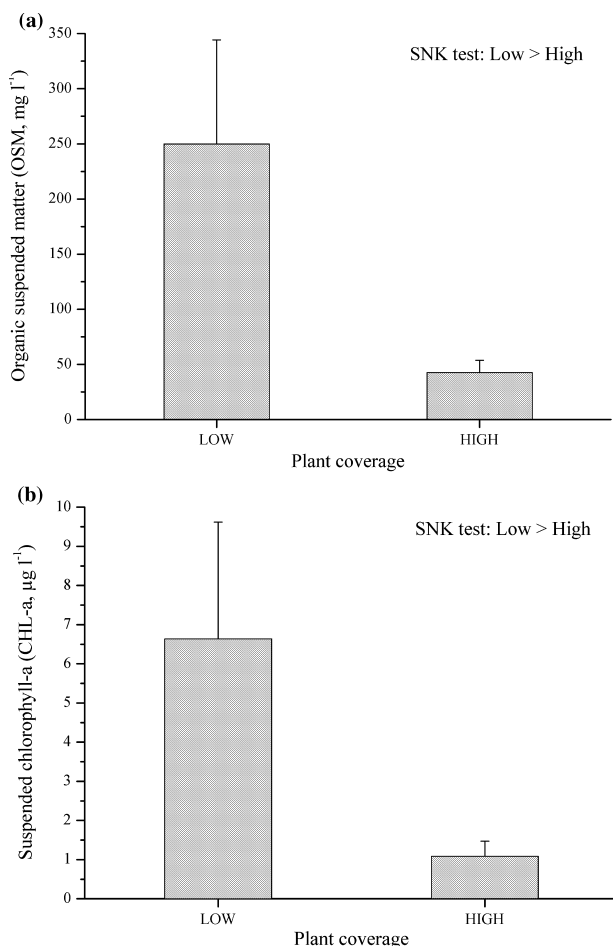 (a)
350
SNK test: Low > High
300
250
200
150
100
50
0
Organic suspended matter (OSM, mg l⁻¹)
LOW HIGH
Plant coverage
(b)
10
SNK test: Low > High
9
8
7
6
5
4
3
2
1
0
Suspended chlorophyll-a (CHL-a, µg l⁻¹)
LOW HIGH
Plant coverage